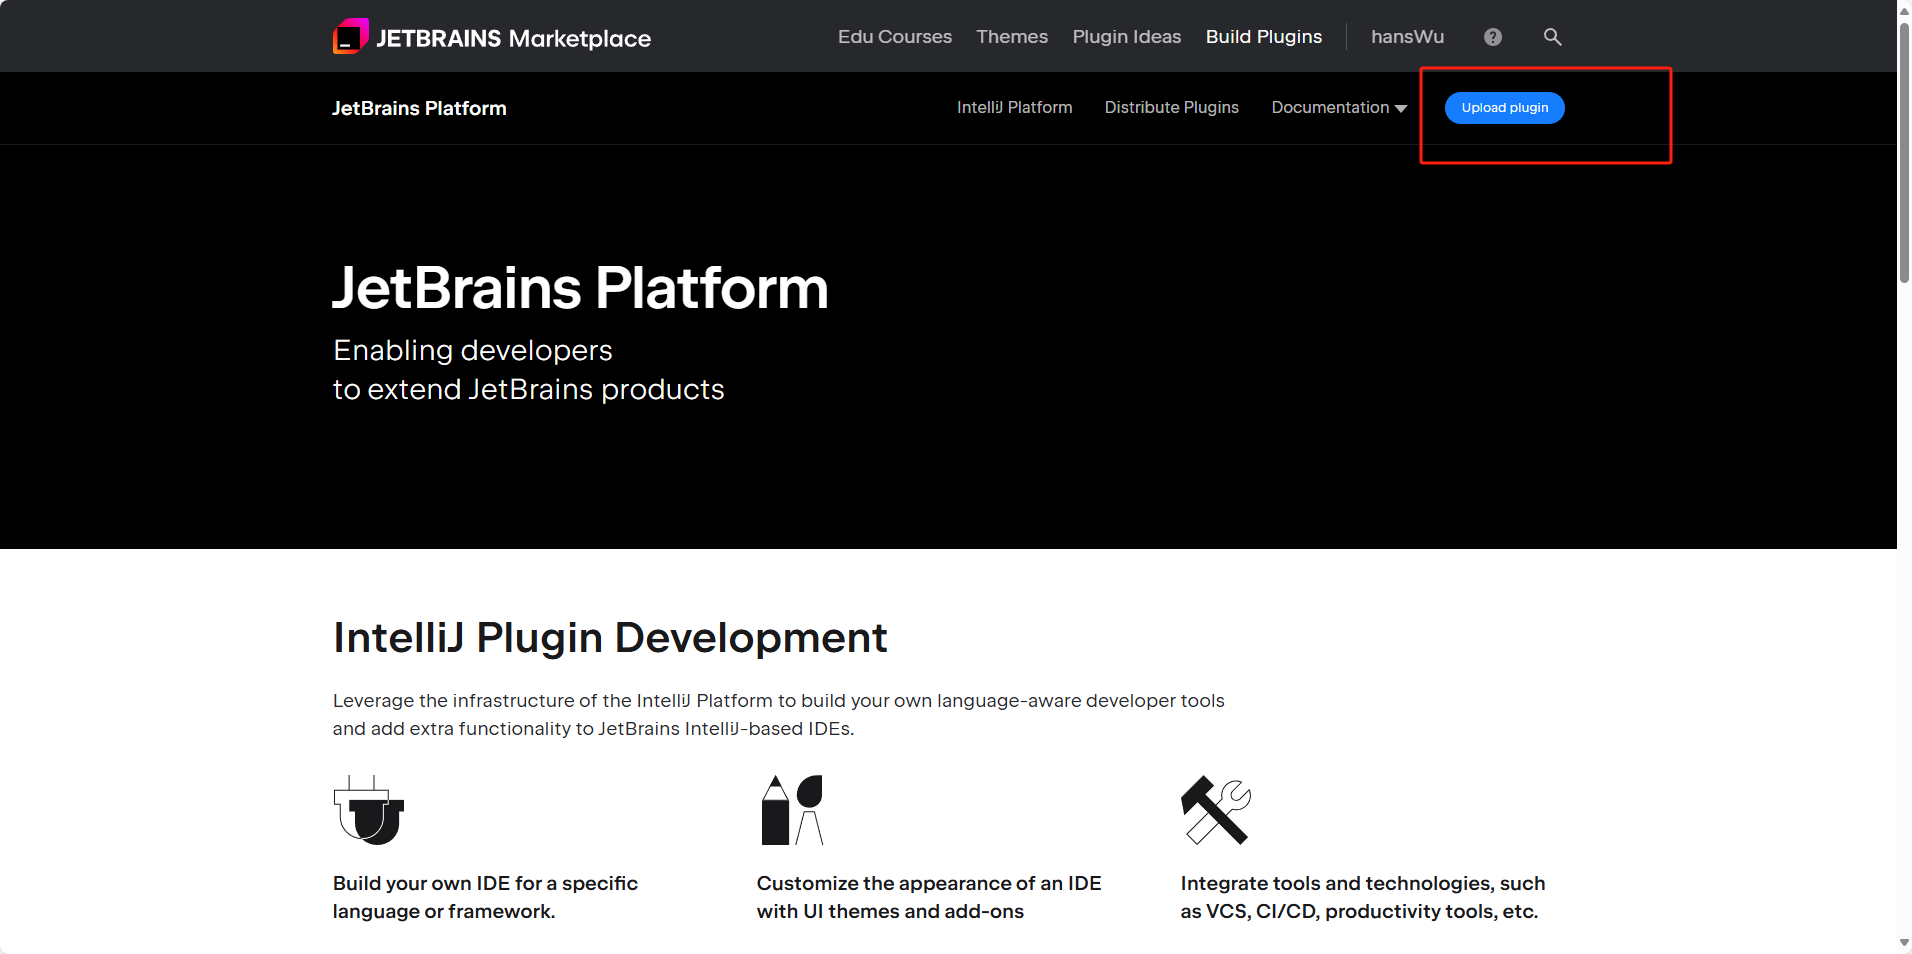 JETBRAINS Marketplace
Edu Courses Themes Plugin Ideas Build Plugins hansWu ?
JetBrains Platform
IntelliJ Platform Distribute Plugins Documentation Upload plugin
JetBrains Platform
Enabling developers
to extend JetBrains products
IntelliJ Plugin Development
Leverage the infrastructure of the IntelliJ Platform to build your own language-aware developer tools
and add extra functionality to JetBrains IntelliJ-based IDEs.
Build your own IDE for a specific
language or framework.
Customize the appearance of an IDE
with UI themes and add-ons
Integrate tools and technologies, such
as VCS, CI/CD, productivity tools, etc.